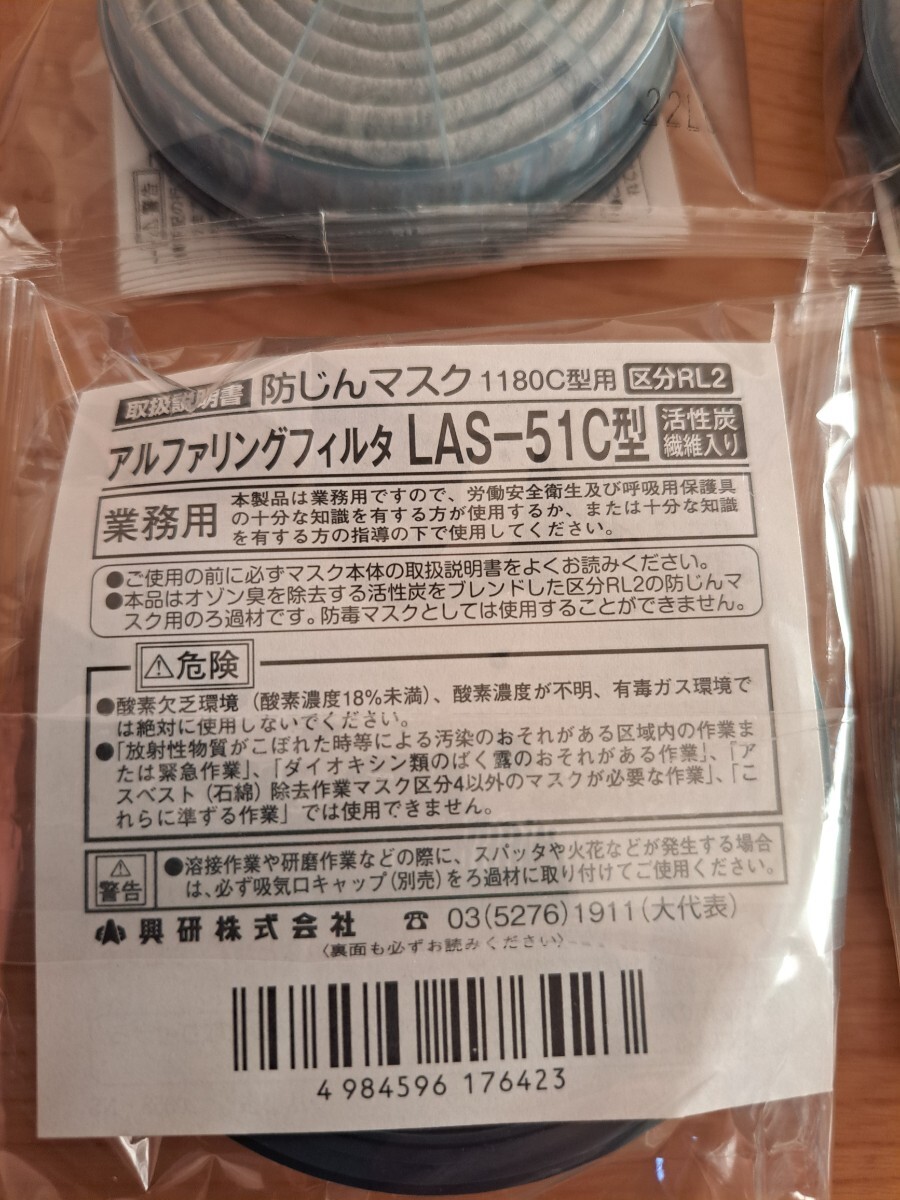 22L
警告
取扱説明書 防じんマスク 1180C型用 区分RL2
アルファリングフィルタ LAS-51C型 活性炭繊維入り
業務用
本製品は業務用ですので、労働安全衛生及び呼吸用保護具
の十分な知識を有する方が使用するか、または十分な知識
を有する方の指導の下で使用してください。
●ご使用の前に必ずマスク本体の取扱説明書をよくお読みください。
●本品はオゾン臭を除去する活性炭をブレンドした区分RL2の防じんマ
スク用のろ過材です。防毒マスクとしては使用することができません。
⚠危険
●酸素欠乏環境（酸素濃度18%未満）、酸素濃度が不明、有毒ガス環境で
は絶対に使用しないでください。
●「放射性物質がこぼれた時等による汚染のおそれがある区域内の作業ま
たは緊急作業」、「ダイオキシン類のばく露のおそれがある作業」、「ア
スベスト（石綿）除去作業マスク区分4以外のマスクが必要な作業」、「こ
れらに準ずる作業」では使用できません。
⚠警告
●溶接作業や研磨作業などの際に、スパッタや火花などが発生する場合
は、必ず吸気口キャップ（別売）をろ過材に取り付けてご使用ください。
興研株式会社 ☎ 03(5276)1911（大代表）
〈裏面も必ずお読みください〉
4 984596 176423